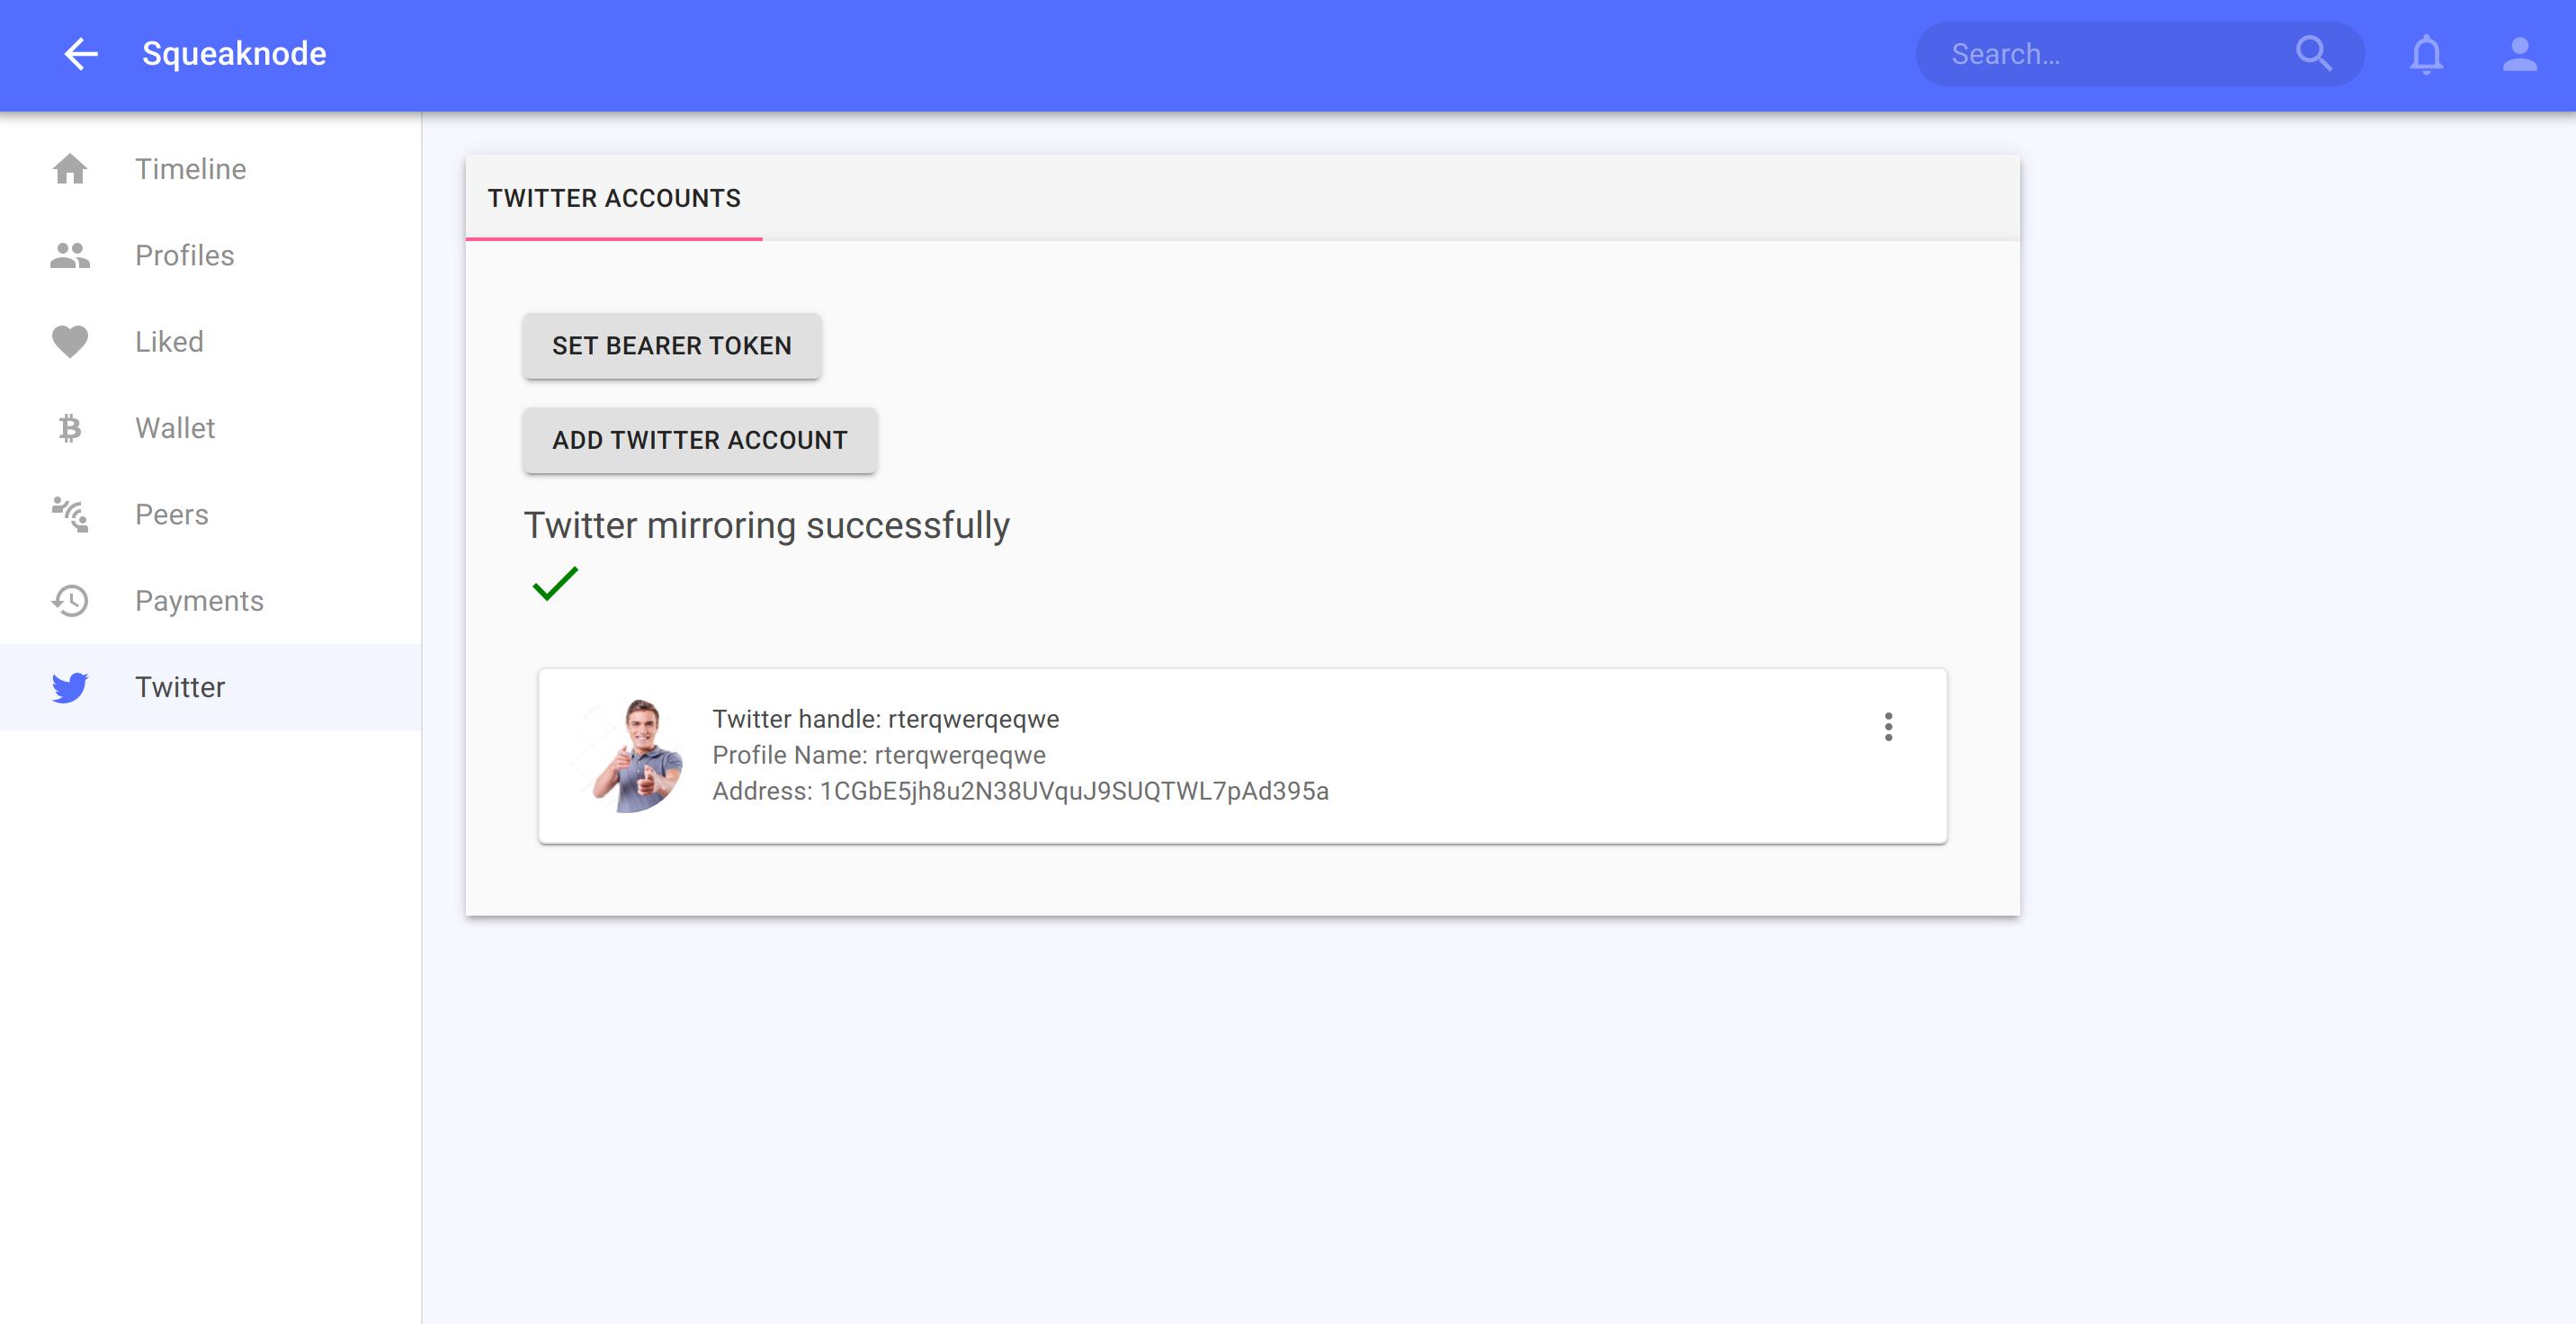 Squeaknode
Search...
Timeline
Profiles
Liked
Wallet
Peers
Payments
Twitter
TWITTER ACCOUNTS
SET BEARER TOKEN
ADD TWITTER ACCOUNT
Twitter mirroring successfully
Twitter handle: rterqwerqeqwe
Profile Name: rterqwerqeqwe
Address: 1CGbE5jh8u2N38UVquJ9SUQTWL7pAd395a